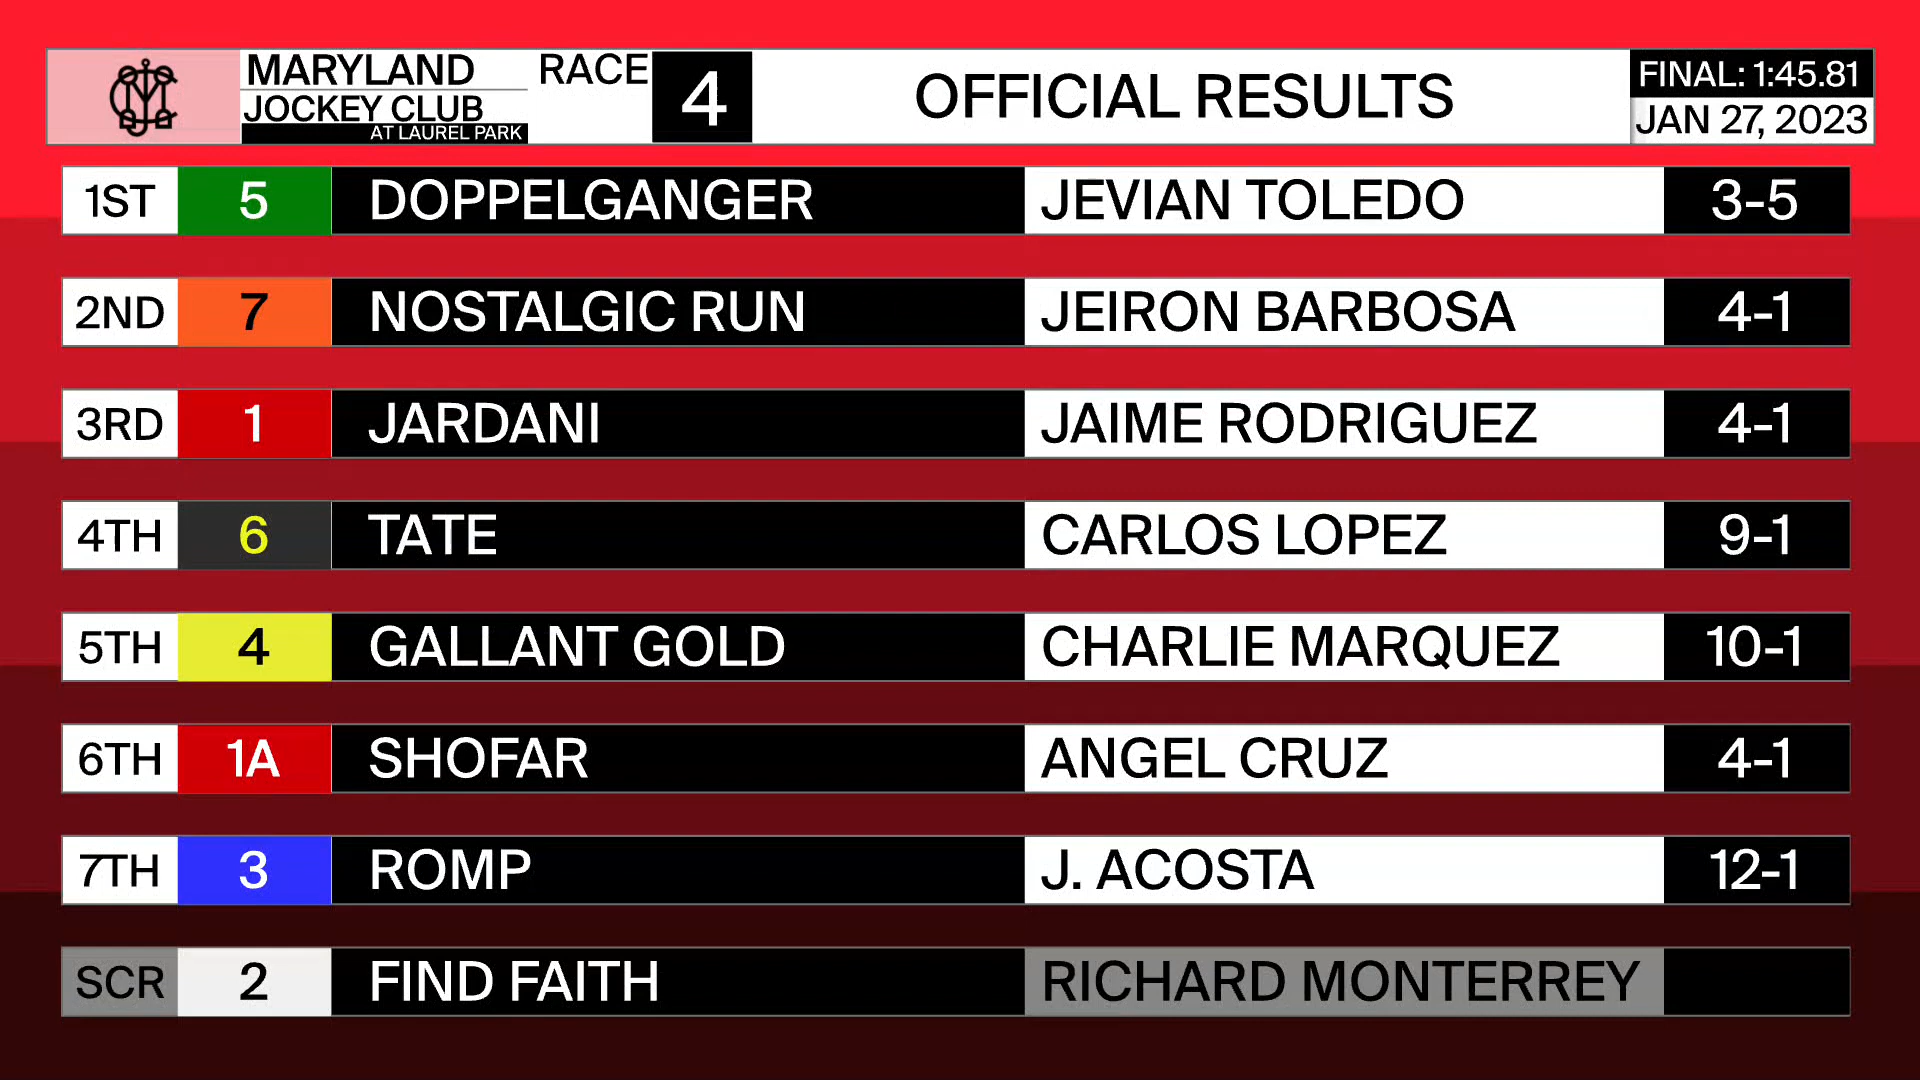 MARYLAND
JOCKEY CLUB
AT LAUREL PARK
RACE 4
OFFICIAL RESULTS
FINAL: 1:45.81
JAN 27, 2023
1ST 5 DOPPELGANGER JEVIAN TOLEDO 3-5
2ND 7 NOSTALGIC RUN JEIRON BARBOSA 4-1
3RD 1 JARDANI JAIME RODRIGUEZ 4-1
4TH 6 TATE CARLOS LOPEZ 9-1
5TH 4 GALLANT GOLD CHARLIE MARQUEZ 10-1
6TH 1A SHOFAR ANGEL CRUZ 4-1
7TH 3 ROMP J. ACOSTA 12-1
SCR 2 FIND FAITH RICHARD MONTERREY